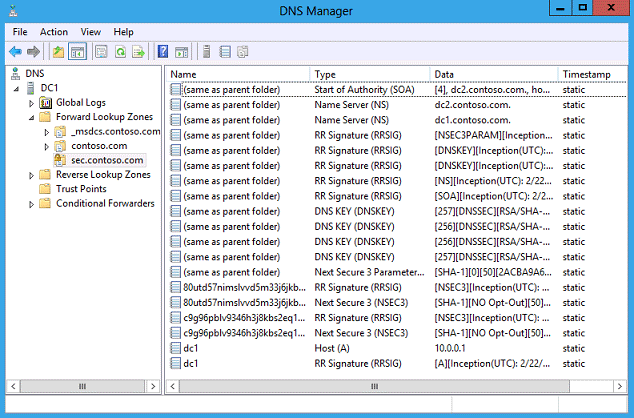 DNS Manager
File Action View Help
DNS
DC1
Global Logs
Forward Lookup Zones
_msdcs.contoso.com
contoso.com
sec.contoso.com
Reverse Lookup Zones
Trust Points
Conditional Forwarders
Name Type Data Timestamp
(same as parent folder) Start of Authority (SOA) [4], dc2.contoso.com., ho... static
(same as parent folder) Name Server (NS) dc2.contoso.com. static
(same as parent folder) Name Server (NS) dc1.contoso.com. static
(same as parent folder) RR Signature (RRSIG) [NSEC3PARAM][Inception... static
(same as parent folder) RR Signature (RRSIG) [DNSKEY][Inception(UTC):... static
(same as parent folder) RR Signature (RRSIG) [DNSKEY][Inception(UTC):... static
(same as parent folder) RR Signature (RRSIG) [NS][Inception(UTC): 2/22... static
(same as parent folder) RR Signature (RRSIG) [SOA][Inception(UTC): 2/2... static
(same as parent folder) DNS KEY (DNSKEY) [257][DNSSEC][RSA/SHA-... static
(same as parent folder) DNS KEY (DNSKEY) [256][DNSSEC][RSA/SHA-... static
(same as parent folder) DNS KEY (DNSKEY) [256][DNSSEC][RSA/SHA-... static
(same as parent folder) DNS KEY (DNSKEY) [257][DNSSEC][RSA/SHA-... static
(same as parent folder) Next Secure 3 Parameter... [SHA-1][0][50][2ACBA9A6... static
80utd57nimslvvd5m33j6jkb... RR Signature (RRSIG) [NSEC3][Inception(UTC):... static
80utd57nimslvvd5m33j6jkb... Next Secure 3 (NSEC3) [SHA-1][NO Opt-Out][50]... static
c9g96pblv9346h3j8kbs2eq1... RR Signature (RRSIG) [NSEC3][Inception(UTC):... static
c9g96pblv9346h3j8kbs2eq1... Next Secure 3 (NSEC3) [SHA-1][NO Opt-Out][50]... static
dc1 Host (A) 10.0.0.1 static
dc1 RR Signature (RRSIG) [A][Inception(UTC): 2/22/... static